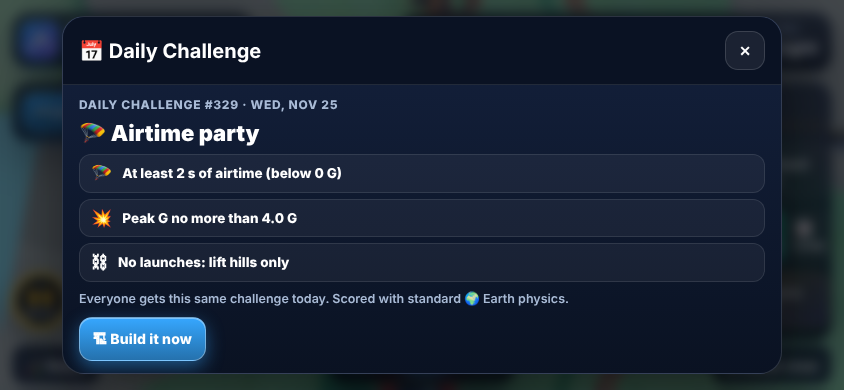 Daily Challenge
DAILY CHALLENGE #329 · WED, NOV 25
Airtime party
At least 2 s of airtime (below 0 G)
Peak G no more than 4.0 G
No launches: lift hills only
Everyone gets this same challenge today. Scored with standard 🌍 Earth physics.
Build it now